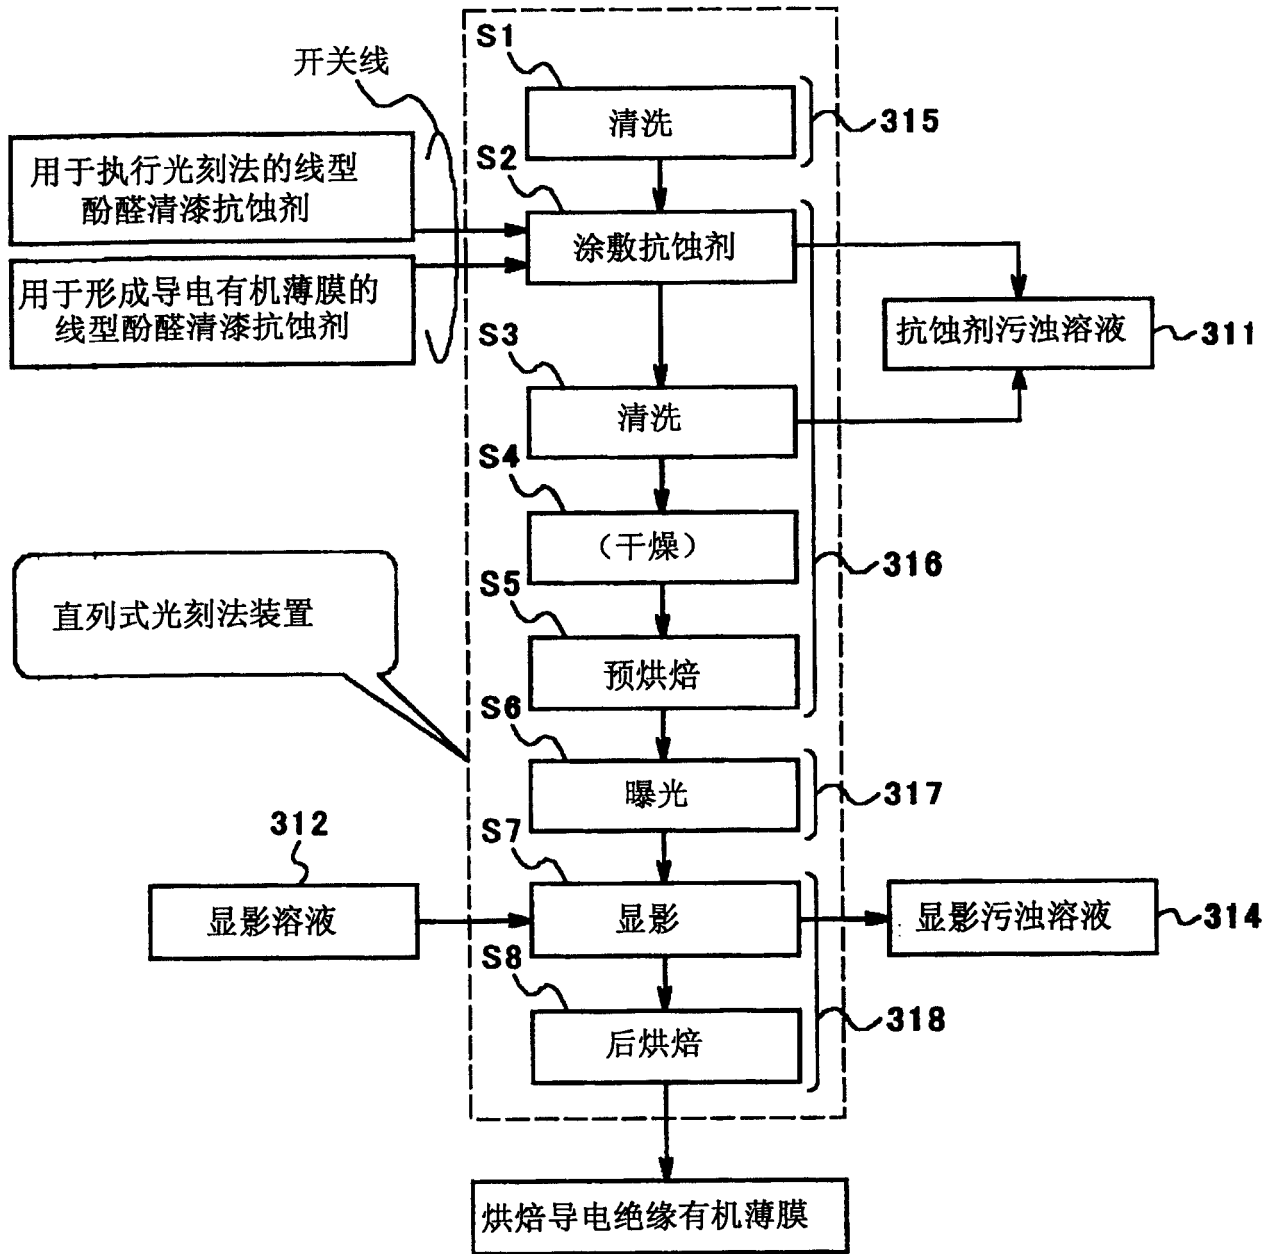 S1
开关线
清洗
315
用于执行光刻法的线型
酚醛清漆抗蚀剂
S2
涂敷抗蚀剂
用于形成导电有机薄膜的
线型酚醛清漆抗蚀剂
抗蚀剂污浊溶液
311
S3
清洗
S4
(干燥)
316
S5
直列式光刻法装置
预烘焙
S6
曝光
317
312
S7
显影溶液
显影
显影污浊溶液
314
S8
后烘焙
318
烘焙导电绝缘有机薄膜